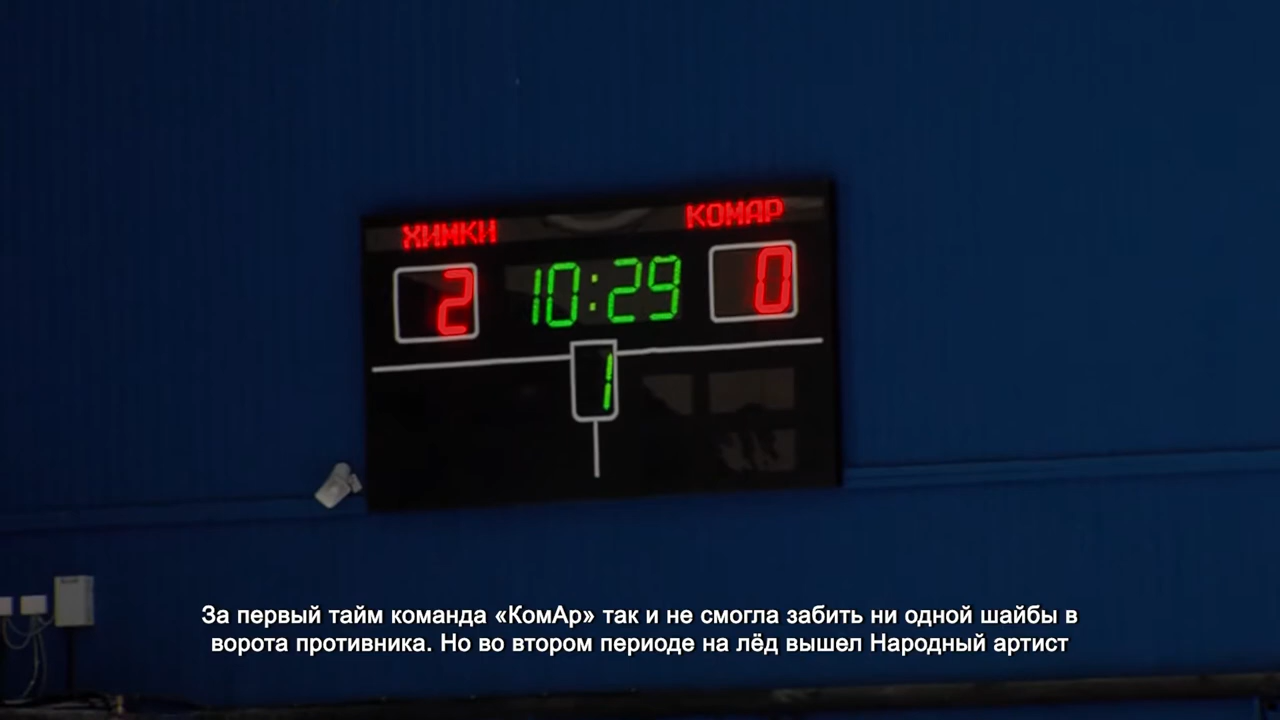 ХИМКИ КОМАР
2 10:29 0
1
За первый тайм команда «КомАр» так и не смогла забить ни одной шайбы в
ворота противника. Но во втором периоде на лёд вышел Народный артист